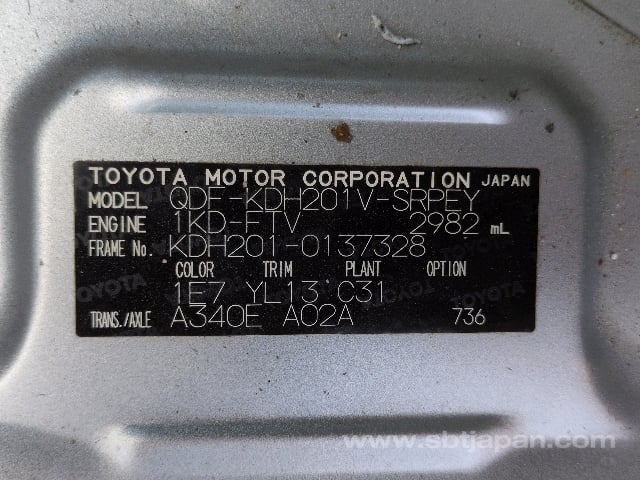 TOYOTA MOTOR CORPORATION JAPAN
MODEL QDF-KDH201V-SRPEY
ENGINE 1KD-FTV 2982 mL
FRAME No. KDH201-0137328
COLOR TRIM PLANT OPTION
1E7 YL13 C31
TRANS./AXLE A340E A02A 736
www.sbtjapan.com